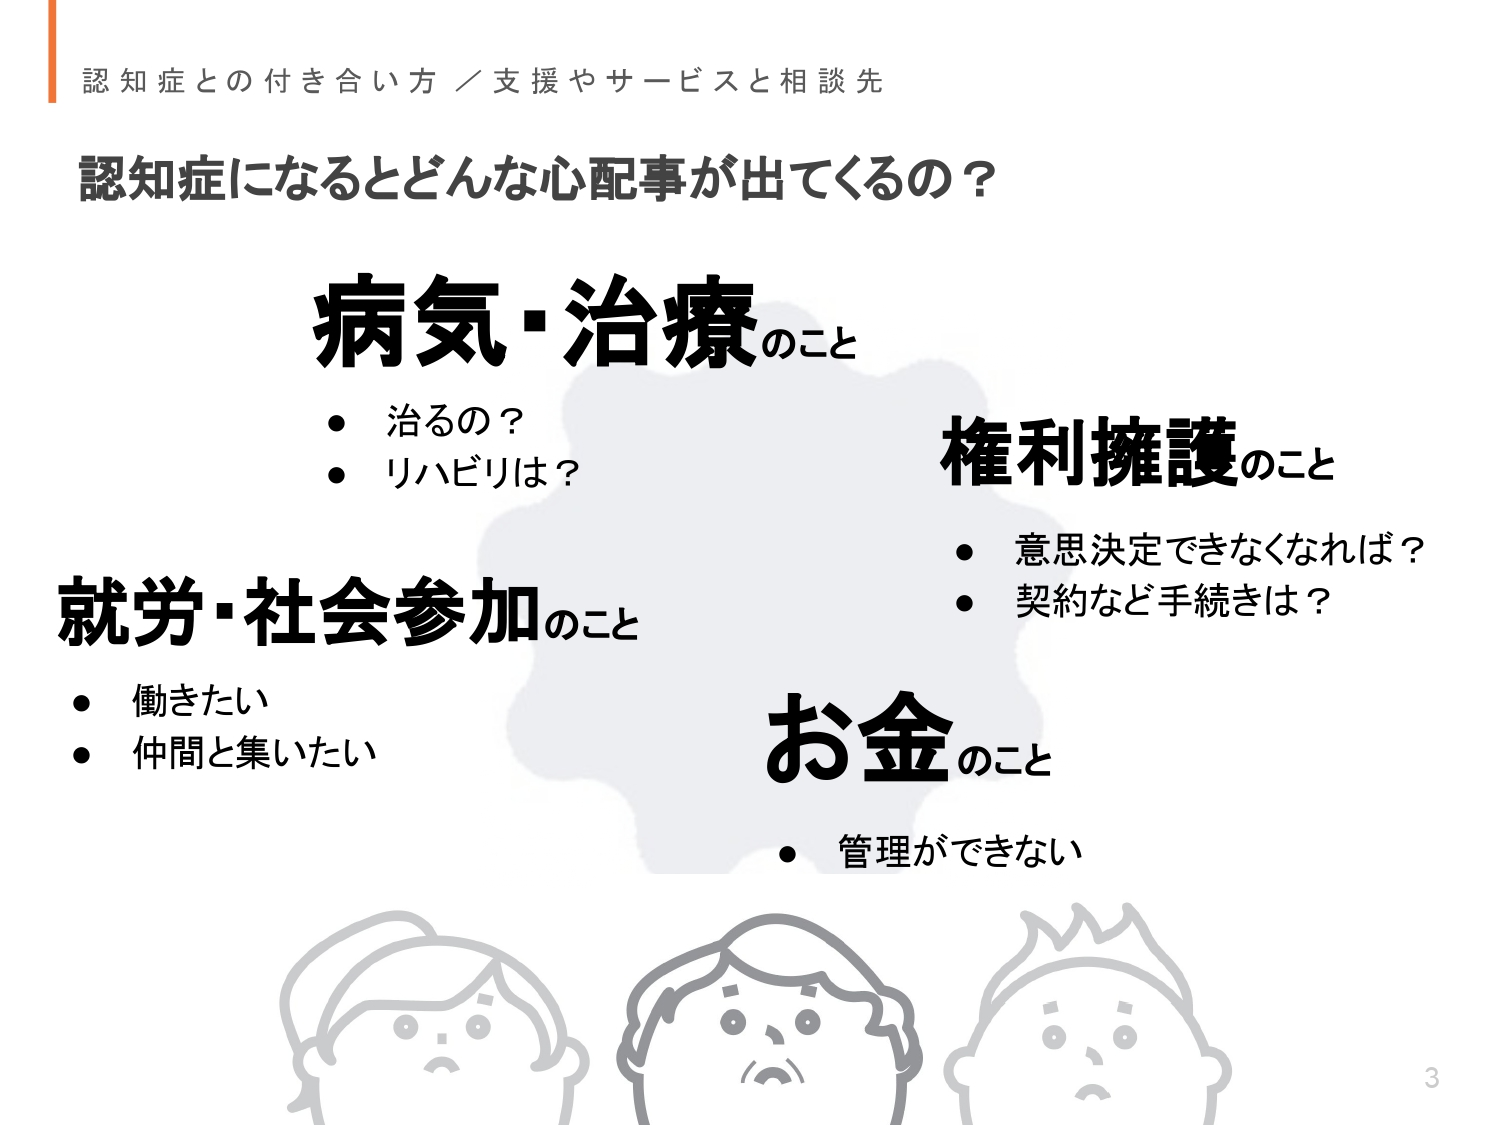 認知症との付き合い方 ／支援やサービスと相談先
認知症になるとどんな心配事が出てくるの？
病気・治療のこと
● 治るの？
● リハビリは？
権利擁護のこと
● 意思決定できなくなれば？
● 契約など手続きは？
就労・社会参加のこと
● 働きたい
● 仲間と集いたい
お金のこと
● 管理ができない
3